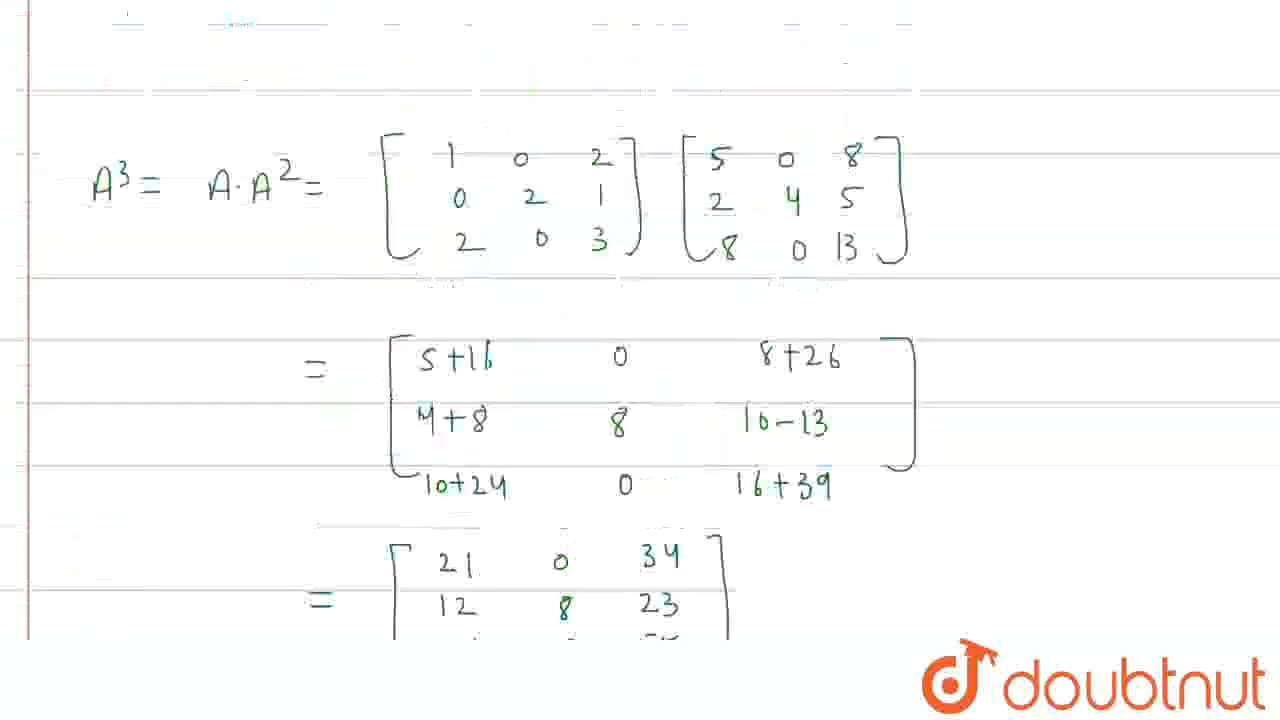 A³ = A·A² = [1 0 2] [5 0 8]
0 2 1 2 4 5
2 0 3 8 0 13
= [5+16 0 8+26]
4+8 8 10-13
10+24 0 16+39
= [21 0 34]
12 8 23
doubtnut